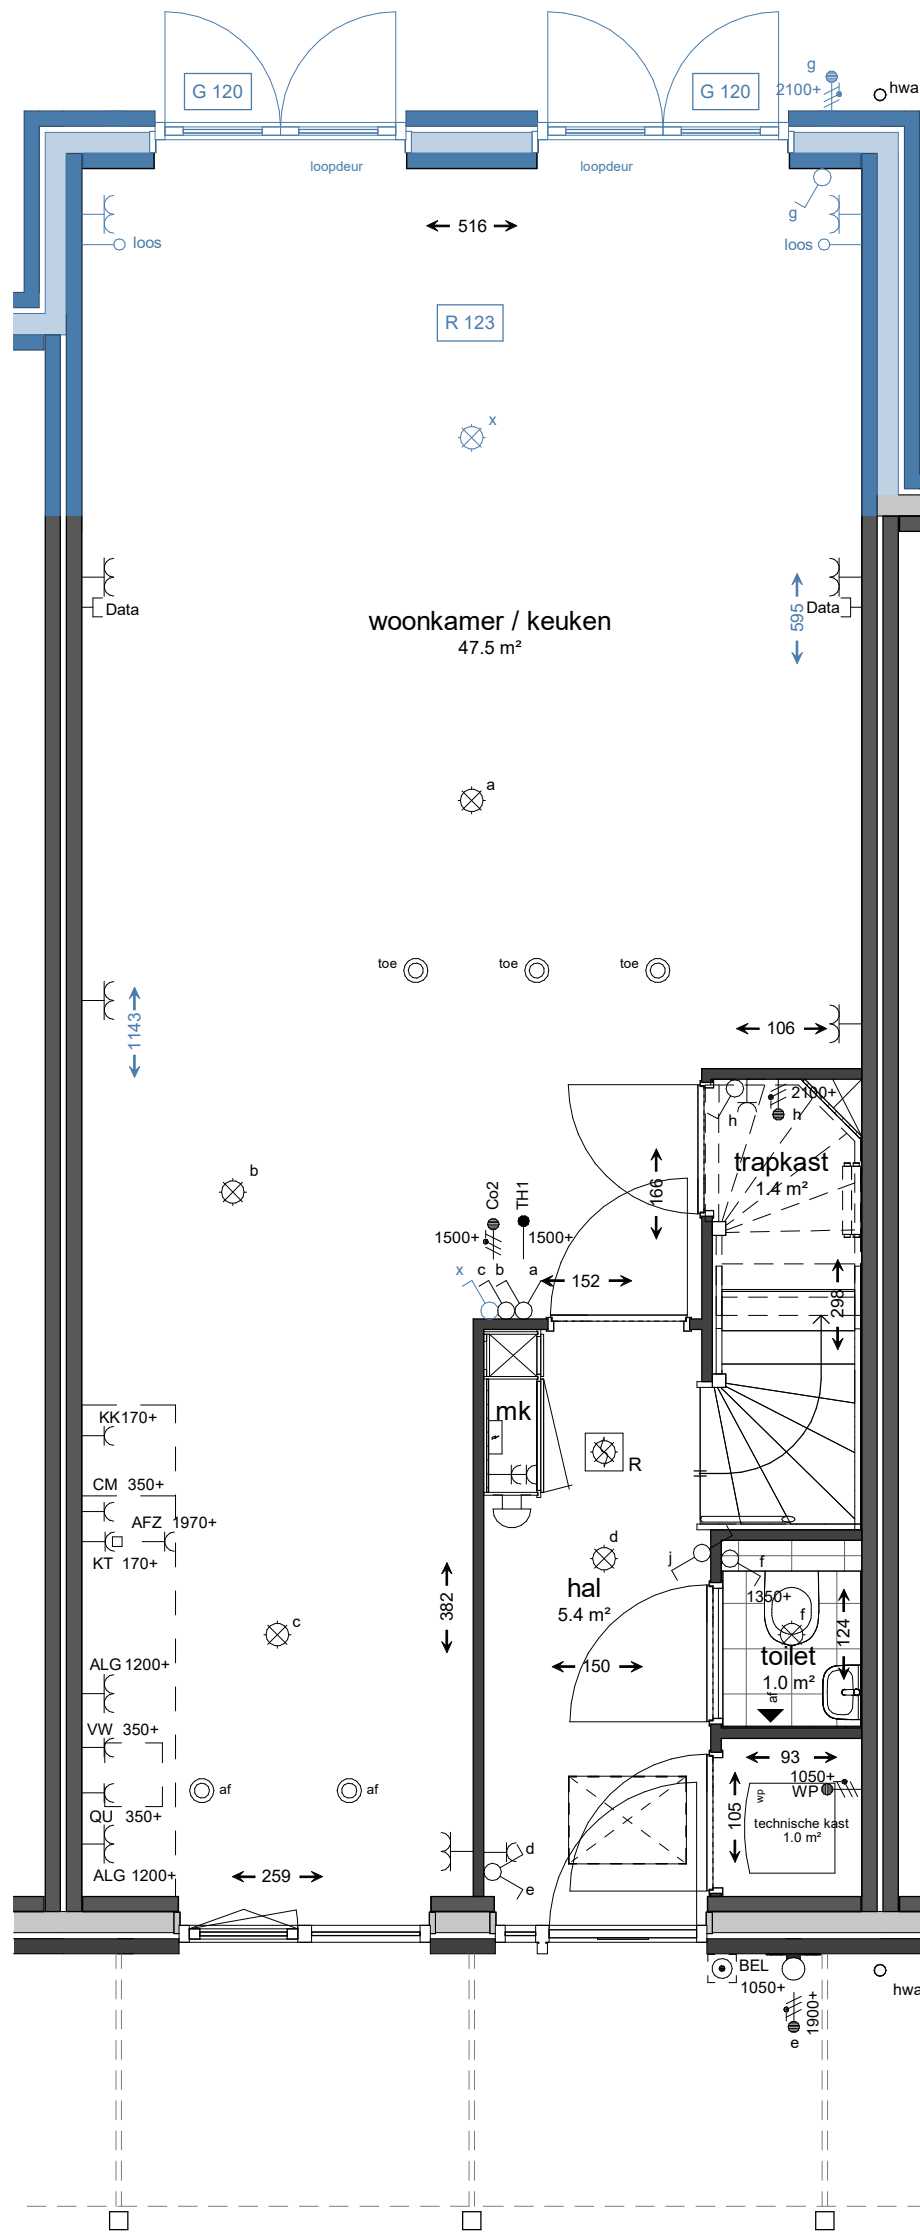 G 120
G 120
g
2100+
hwa
loopdeur
loopdeur
g
loos
516
loos
R 123
x
Data
595
Data
woonkamer / keuken
47.5 m²
a
toe
toe
toe
1143
106
h
2100+
h
trapkast
1.4 m²
166
b
Co2
TH1
1500+
1500+
x
c
b
a
152
298
KK170+
mk
R
CM 350+
AFZ 1970+
KT 170+
d
j
f
1350+
hal
5.4 m²
382
c
f
124
toilet
1.0 m²
af
150
ALG 1200+
VW 350+
93
1050+
WP
af
af
wp
105
QU 350+
technische kast
1.0 m²
d
ALG 1200+
259
e
BEL
1050+
hwa
1900+
e